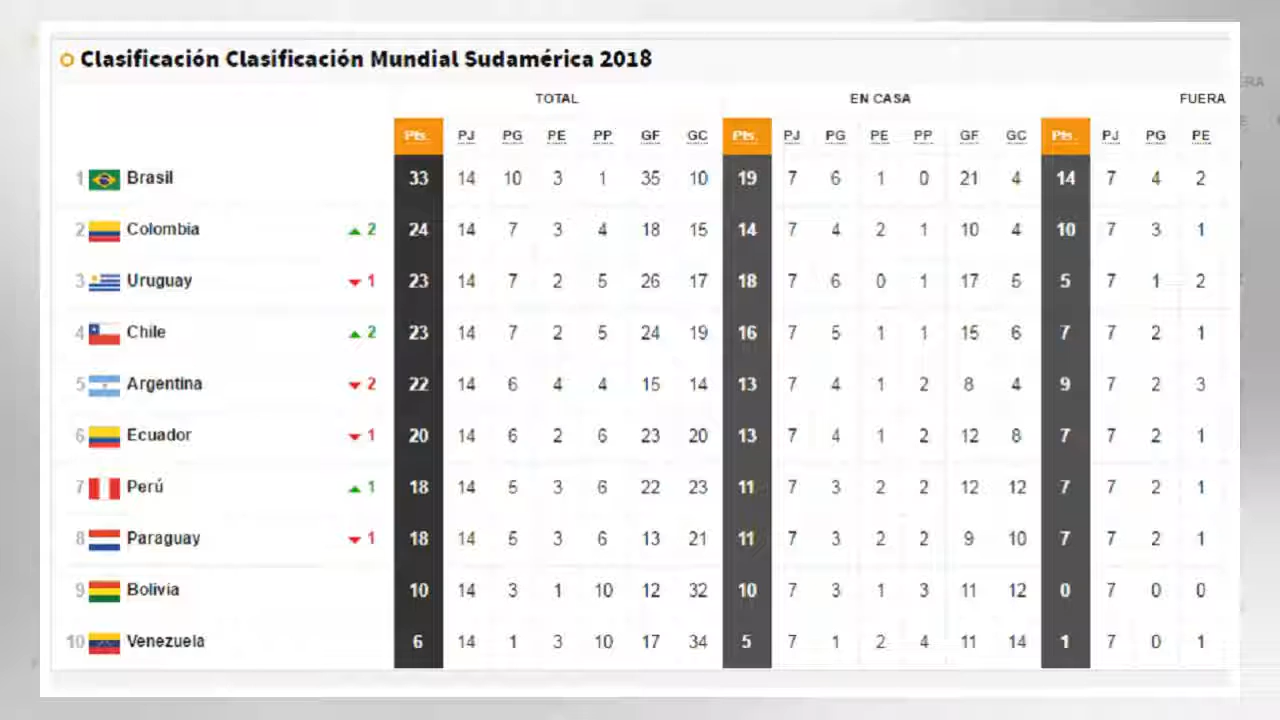 Clasificación Clasificación Mundial Sudamérica 2018
TOTAL EN CASA FUERA
Pts. PJ PG PE PP GF GC Pts. PJ PG PE PP GF GC Pts. PJ PG PE
1 Brasil 33 14 10 3 1 35 10 19 7 6 1 0 21 4 14 7 4 2
2 Colombia 2 24 14 7 3 4 18 15 14 7 4 2 1 10 4 10 7 3 1
3 Uruguay 1 23 14 7 2 5 26 17 18 7 6 0 1 17 5 5 7 1 2
4 Chile 2 23 14 7 2 5 24 19 16 7 5 1 1 15 6 7 7 2 1
5 Argentina 2 22 14 6 4 4 15 14 13 7 4 1 2 8 4 9 7 2 3
6 Ecuador 1 20 14 6 2 6 23 20 13 7 4 1 2 12 8 7 7 2 1
7 Perú 1 18 14 5 3 6 22 23 11 7 3 2 2 12 12 7 7 2 1
8 Paraguay 1 18 14 5 3 6 13 21 11 7 3 2 2 9 10 7 7 2 1
9 Bolivia 10 14 3 1 10 12 32 10 7 3 1 3 11 12 0 7 0 0
10 Venezuela 6 14 1 3 10 17 34 5 7 1 2 4 11 14 1 7 0 1